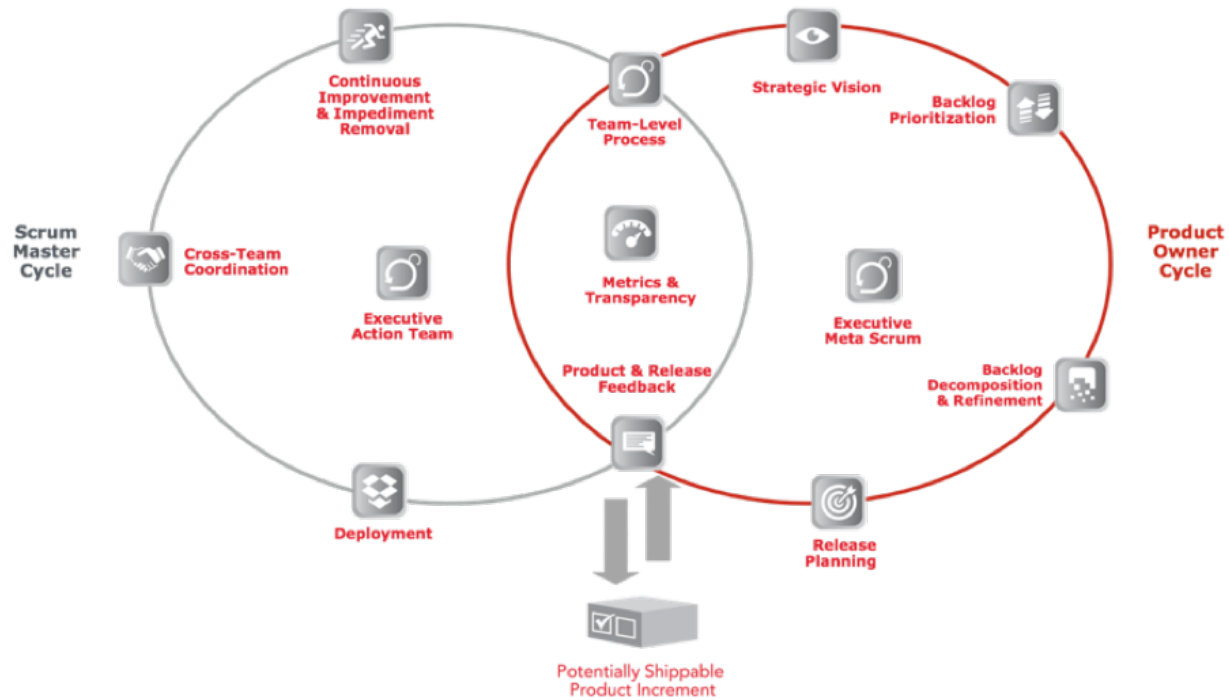 Continuous
Improvement
& Impediment
Removal
Team-Level
Process
Strategic Vision
Backlog
Prioritization
Scrum
Master
Cycle
Cross-Team
Coordination
Executive
Action Team
Metrics &
Transparency
Executive
Meta Scrum
Product
Owner
Cycle
Product & Release
Feedback
Backlog
Decomposition
& Refinement
Deployment
Release
Planning
Potentially Shippable
Product Increment